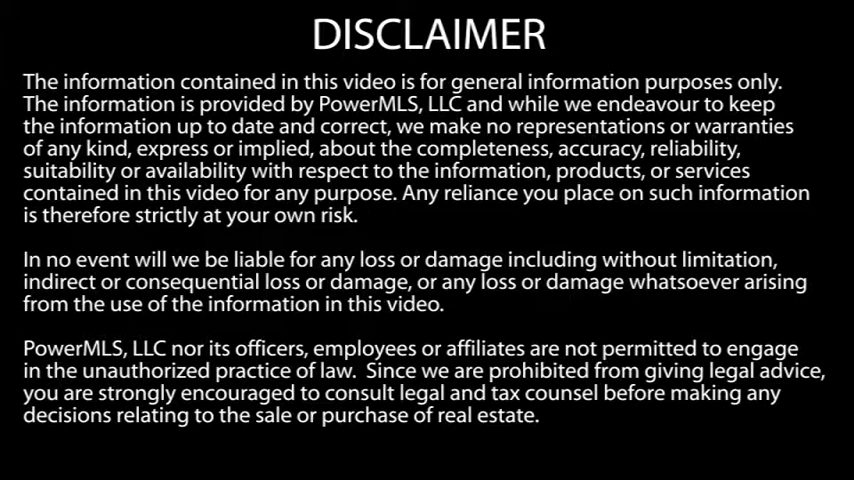 DISCLAIMER
The information contained in this video is for general information purposes only.
The information is provided by PowerMLS, LLC and while we endeavour to keep
the information up to date and correct, we make no representations or warranties
of any kind, express or implied, about the completeness, accuracy, reliability,
suitability or availability with respect to the information, products, or services
contained in this video for any purpose. Any reliance you place on such information
is therefore strictly at your own risk.
In no event will we be liable for any loss or damage including without limitation,
indirect or consequential loss or damage, or any loss or damage whatsoever arising
from the use of the information in this video.
PowerMLS, LLC nor its officers, employees or affiliates are not permitted to engage
in the unauthorized practice of law.  Since we are prohibited from giving legal advice,
you are strongly encouraged to consult legal and tax counsel before making any
decisions relating to the sale or purchase of real estate.